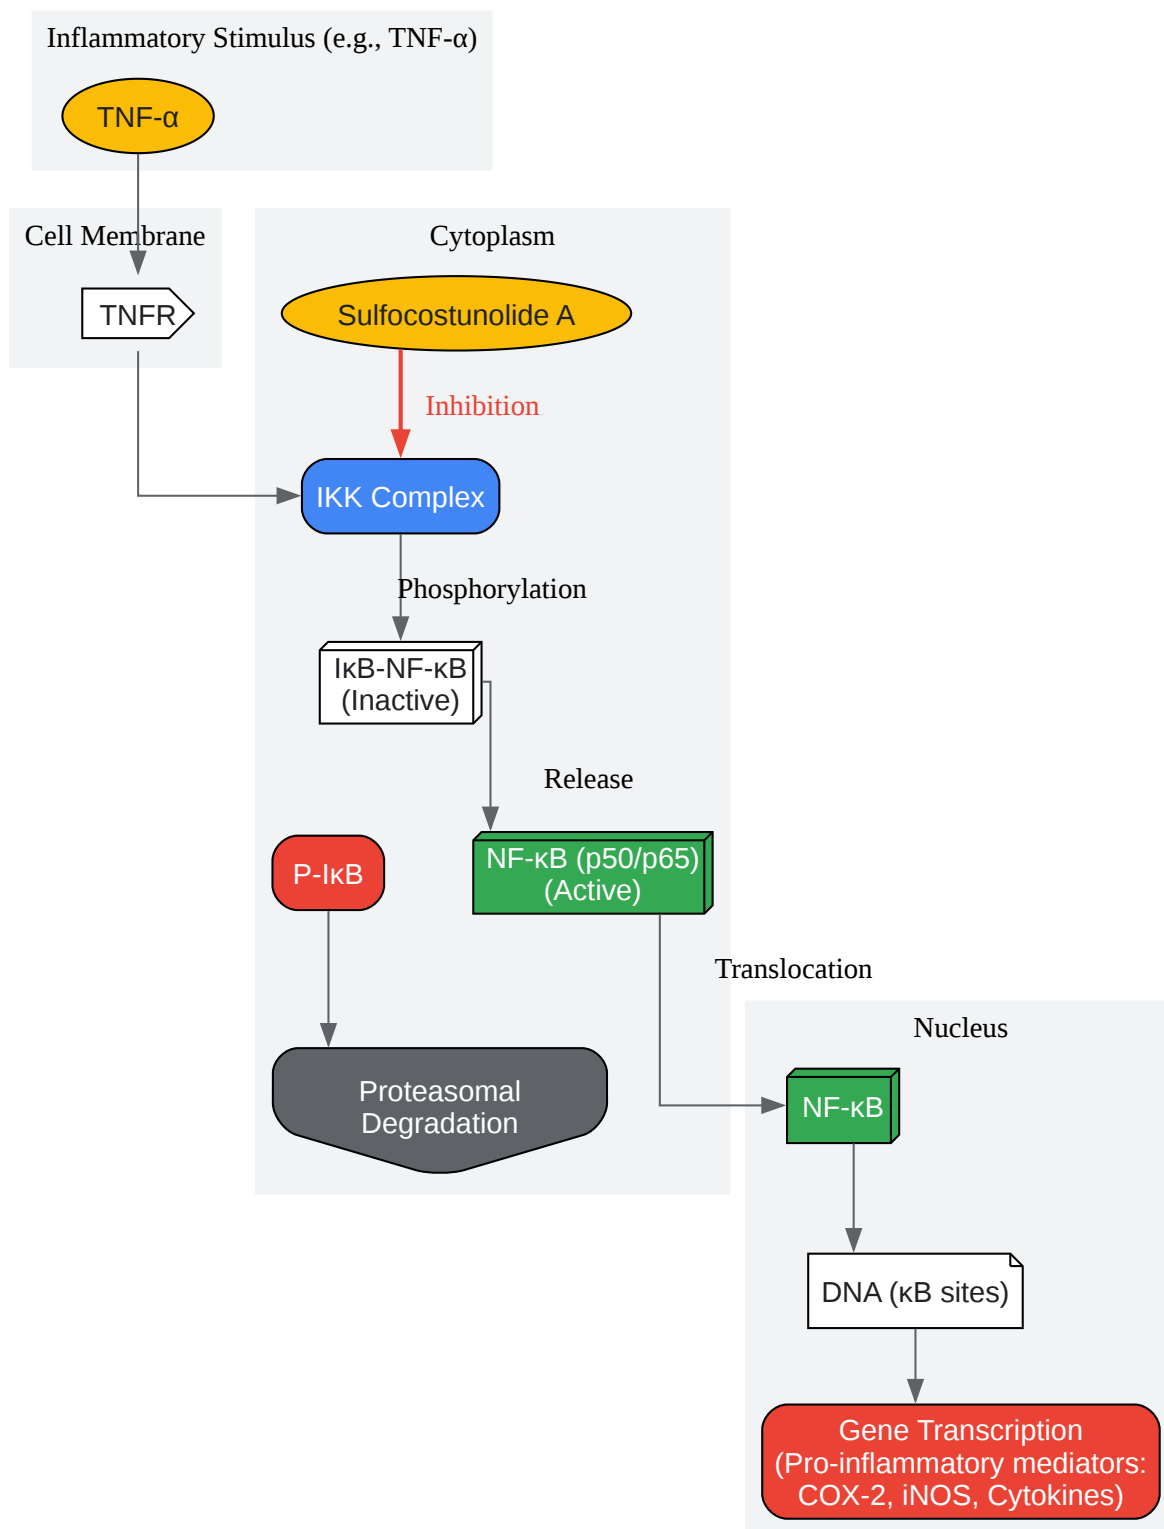 Inflammatory Stimulus (e.g., TNF-α)
TNF-α
Cell Membrane
TNFR
Cytoplasm
Sulfocostunolide A
Inhibition
IKK Complex
Phosphorylation
IκB-NF-κB
(Inactive)
Release
P-IκB
NF-κB (p50/p65)
(Active)
Translocation
Proteasomal
Degradation
Nucleus
NF-κB
DNA (κB sites)
Gene Transcription
(Pro-inflammatory mediators:
COX-2, iNOS, Cytokines)